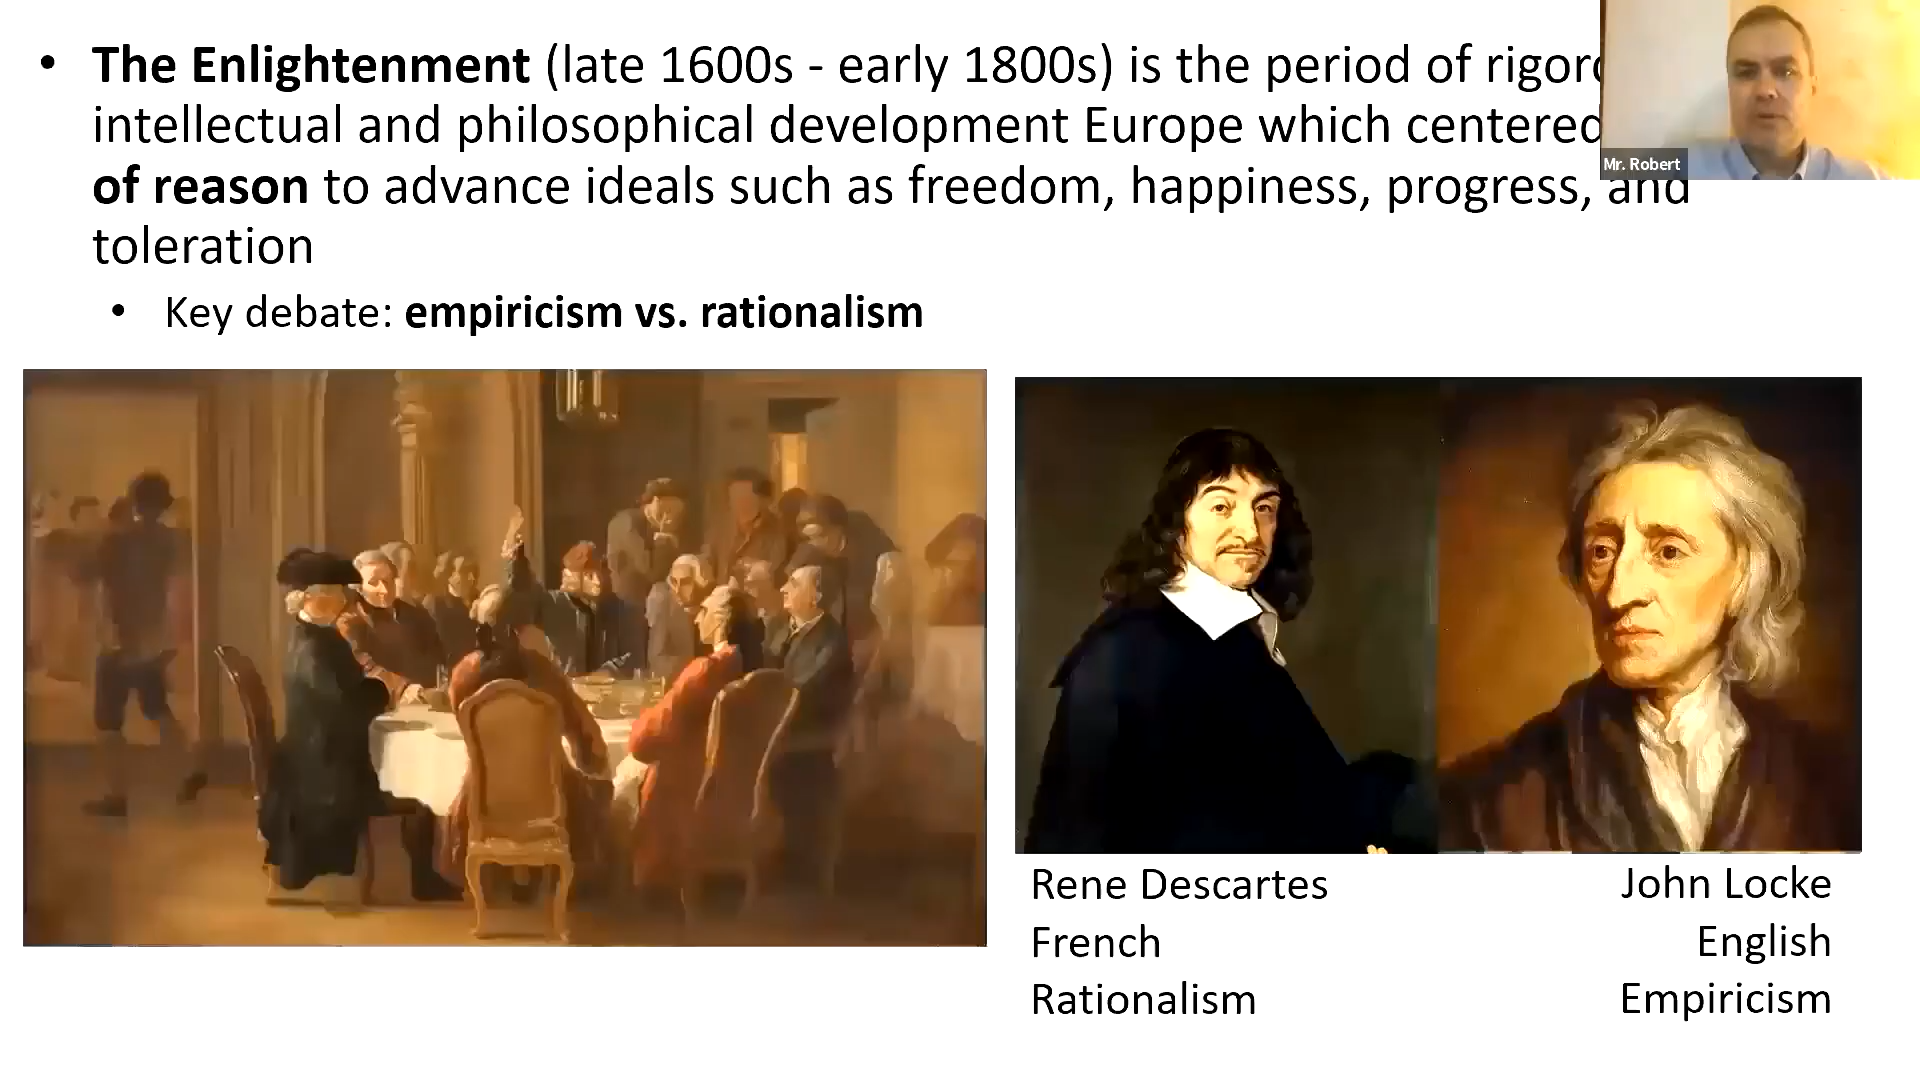 • The Enlightenment (late 1600s - early 1800s) is the period of
intellectual and philosophical development Europe which centered
of reason to advance ideals such as freedom, happiness, progress, and
toleration
• Key debate: empiricism vs. rationalism
Mr. Robert
Rene Descartes
French
Rationalism
John Locke
English
Empiricism